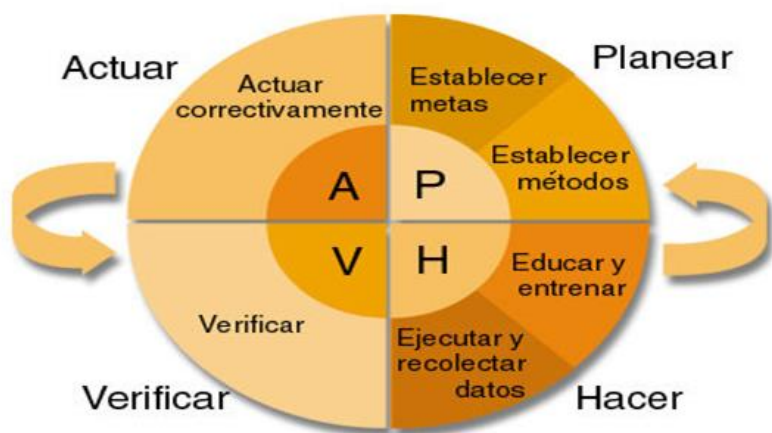 Actuar
Planear
Actuar
correctivamente
Establecer
metas
Establecer
métodos
A
P
V
H
Educar y
entrenar
Verificar
Ejecutar y
recolectar
datos
Verificar
Hacer